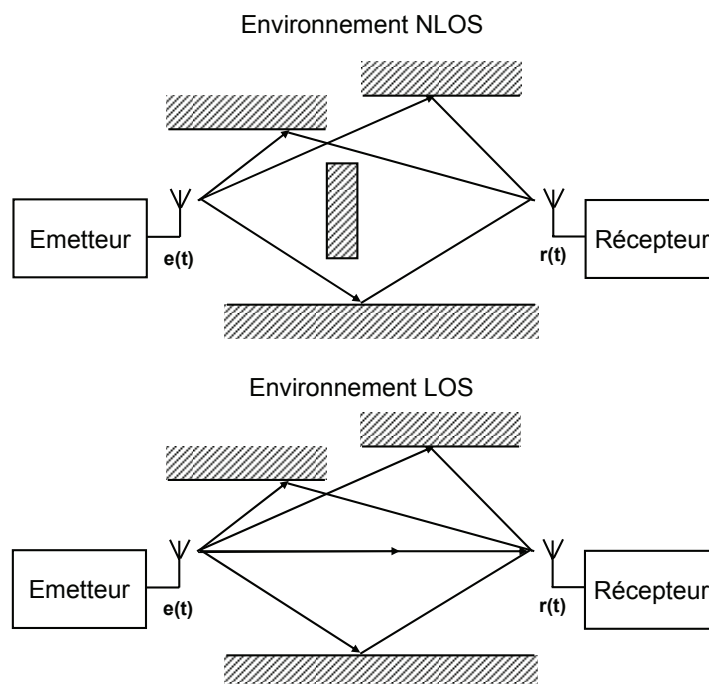 Environnement NLOS
Emetteur
e(t)
r(t)
Récepteur
Environnement LOS
Emetteur
e(t)
r(t)
Récepteur